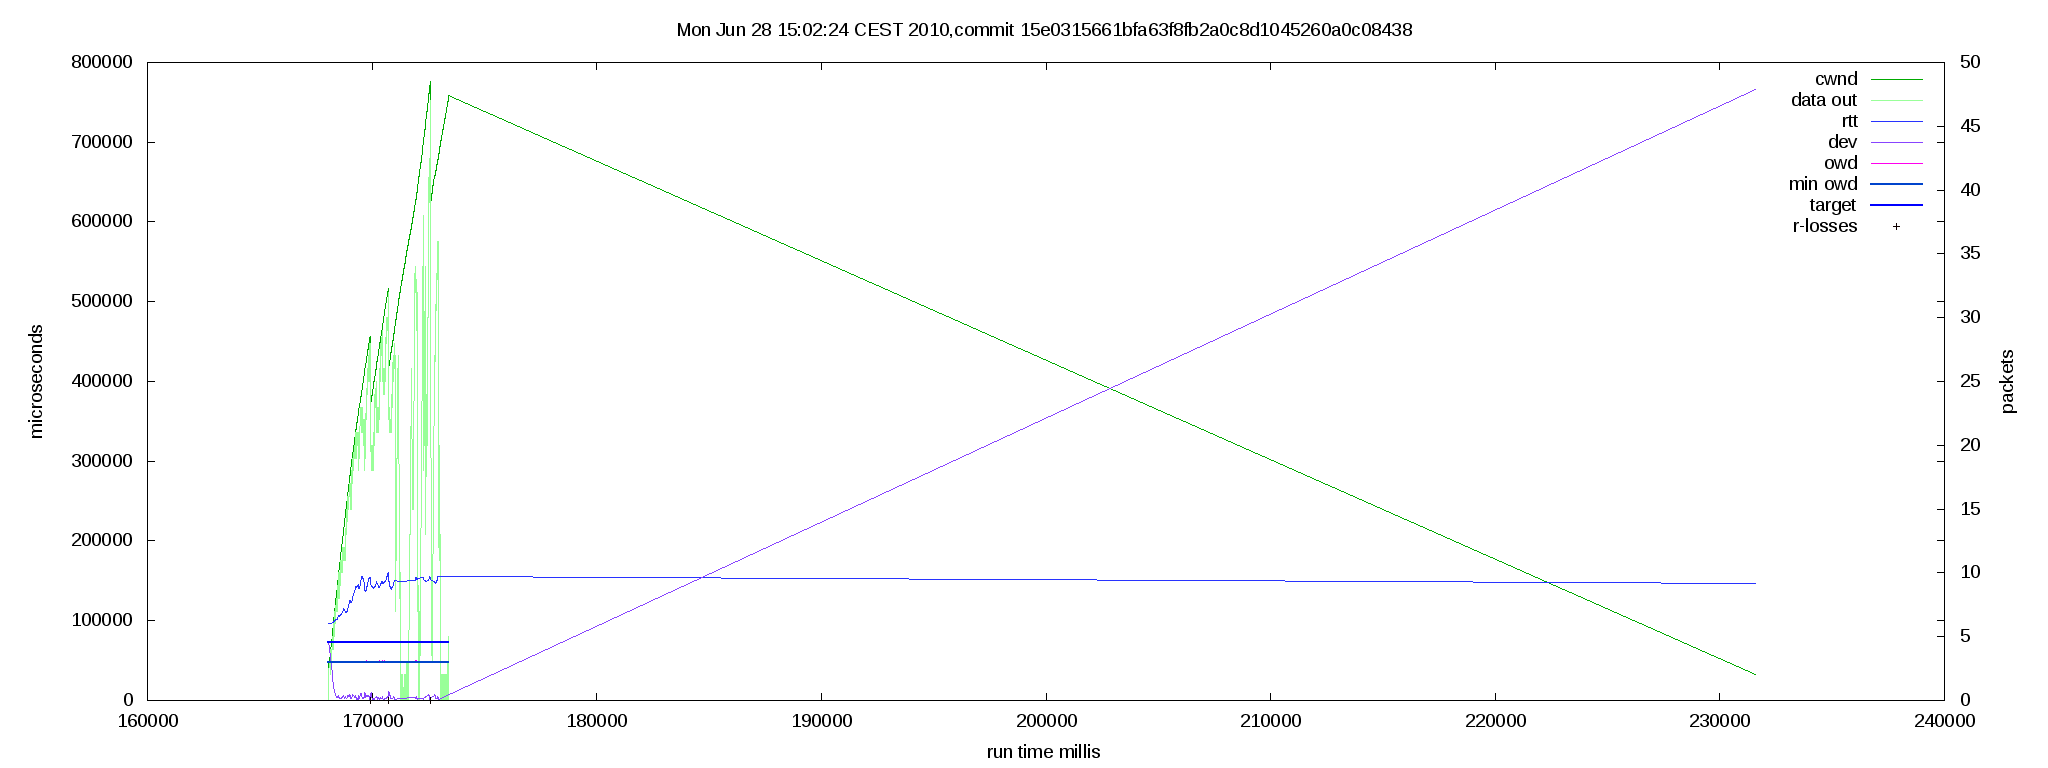 Mon Jun 28 15:02:24 CEST 2010,commit 15e0315661bfa63f8fb2a0c8d1045260a0c08438
800000
700000
600000
500000
400000
300000
200000
100000
0
microseconds
50
45
40
35
30
25
20
15
10
5
0
packets
cwnd
data out
rtt
dev
owd
min owd
target
r-losses
160000 170000 180000 190000 200000 210000 220000 230000 240000
run time millis